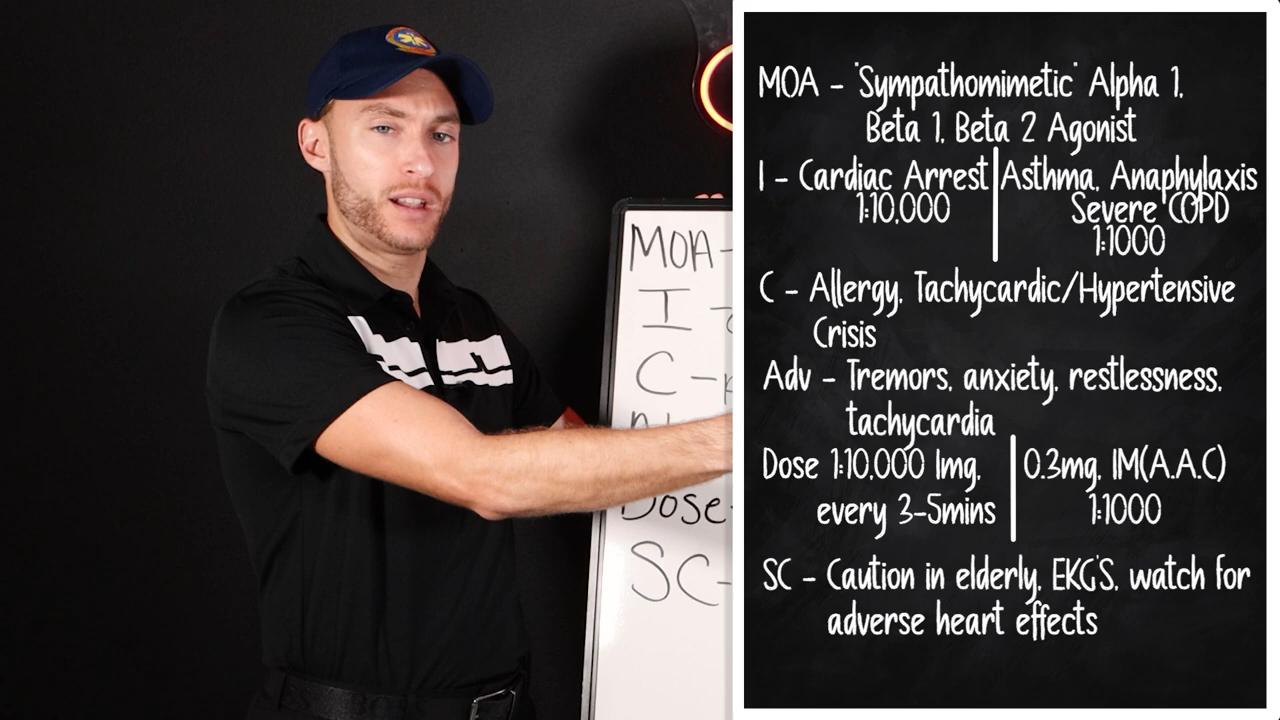 MOA-
I -
C-
Dose-
SC-
MOA - "Sympathomimetic" Alpha 1,
Beta 1, Beta 2 Agonist
I - Cardiac Arrest | Asthma, Anaphylaxis
1:10,000 Severe COPD
1:1000
C - Allergy, Tachycardic/Hypertensive
Crisis
Adv - Tremors, anxiety, restlessness,
tachycardia
Dose 1:10,000 1mg, | 0.3mg, IM(A.A.C)
every 3-5mins 1:1000
SC - Caution in elderly, EKG'S, watch for
adverse heart effects